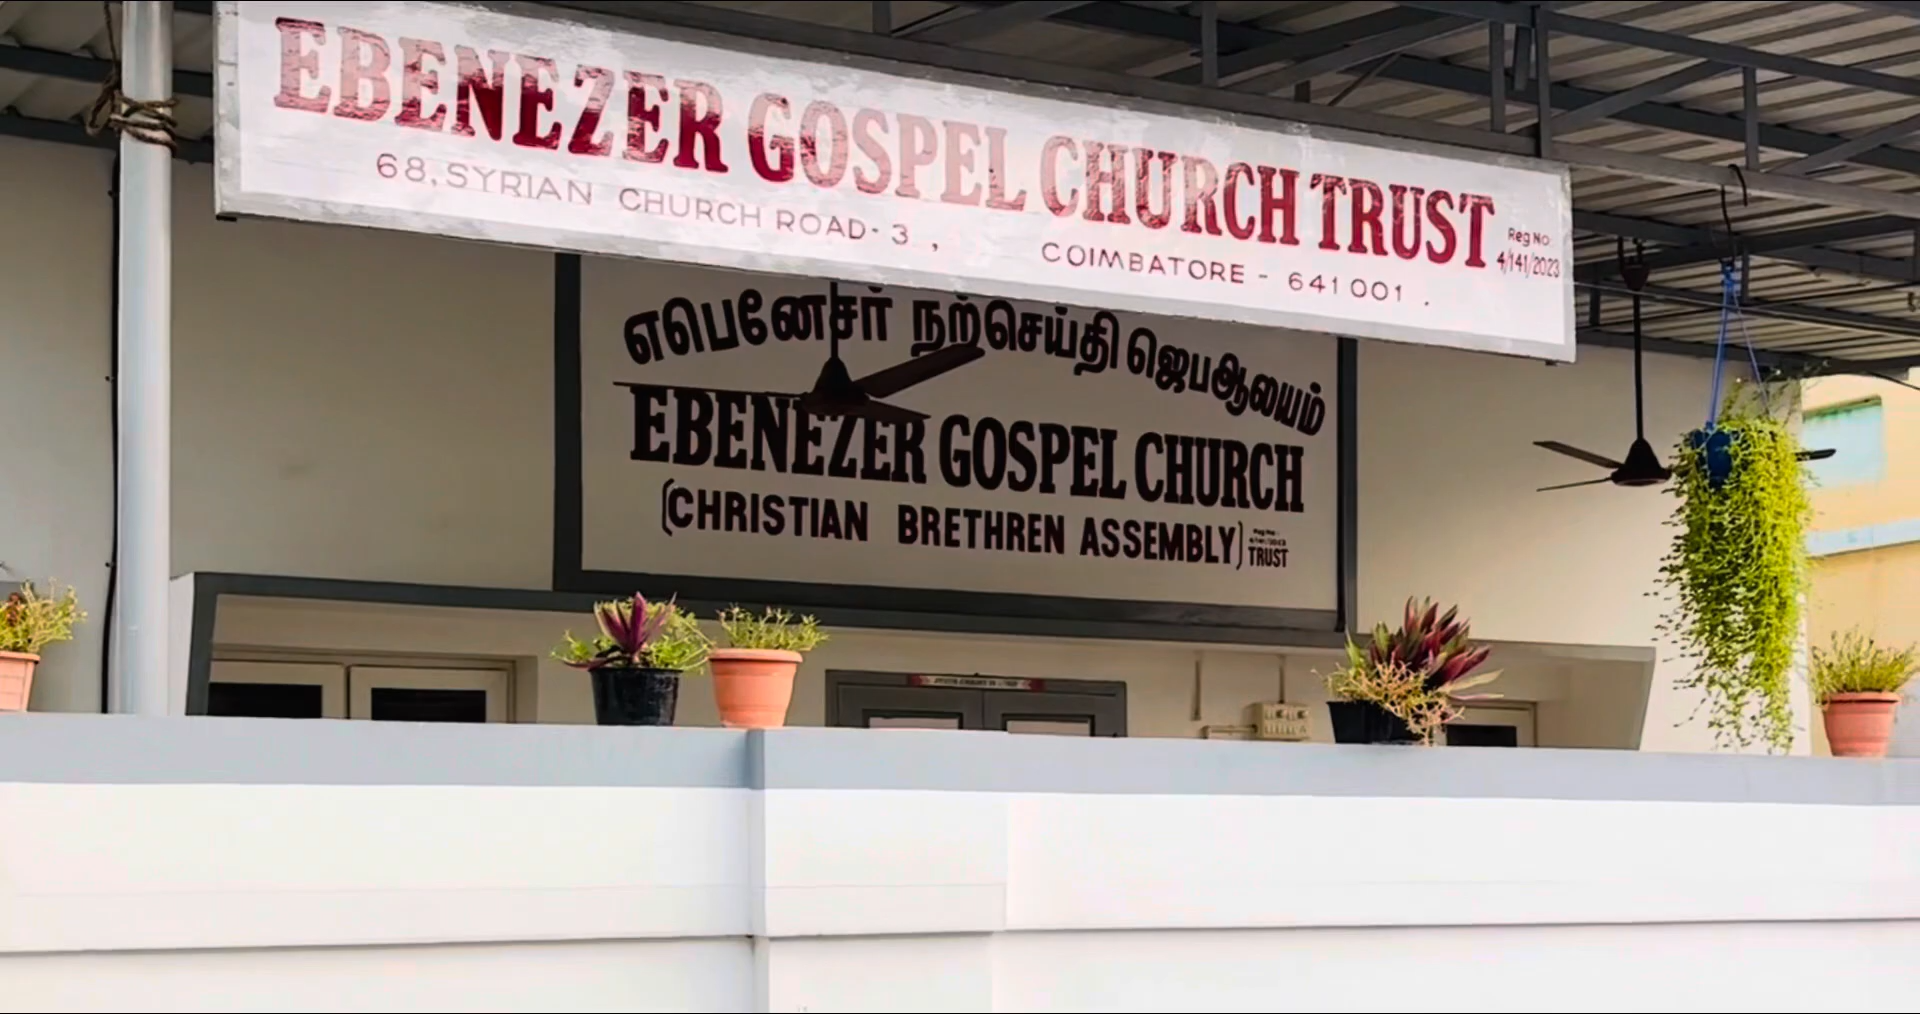 EBENEZER GOSPEL CHURCH TRUST
Reg No:
4/141/2023
68, SYRIAN CHURCH ROAD - 3 , COIMBATORE - 641 001 .
எபெனேசர் நற்செய்தி ஜெபஆலயம்
EBENEZER GOSPEL CHURCH
(CHRISTIAN BRETHREN ASSEMBLY)
TRUST